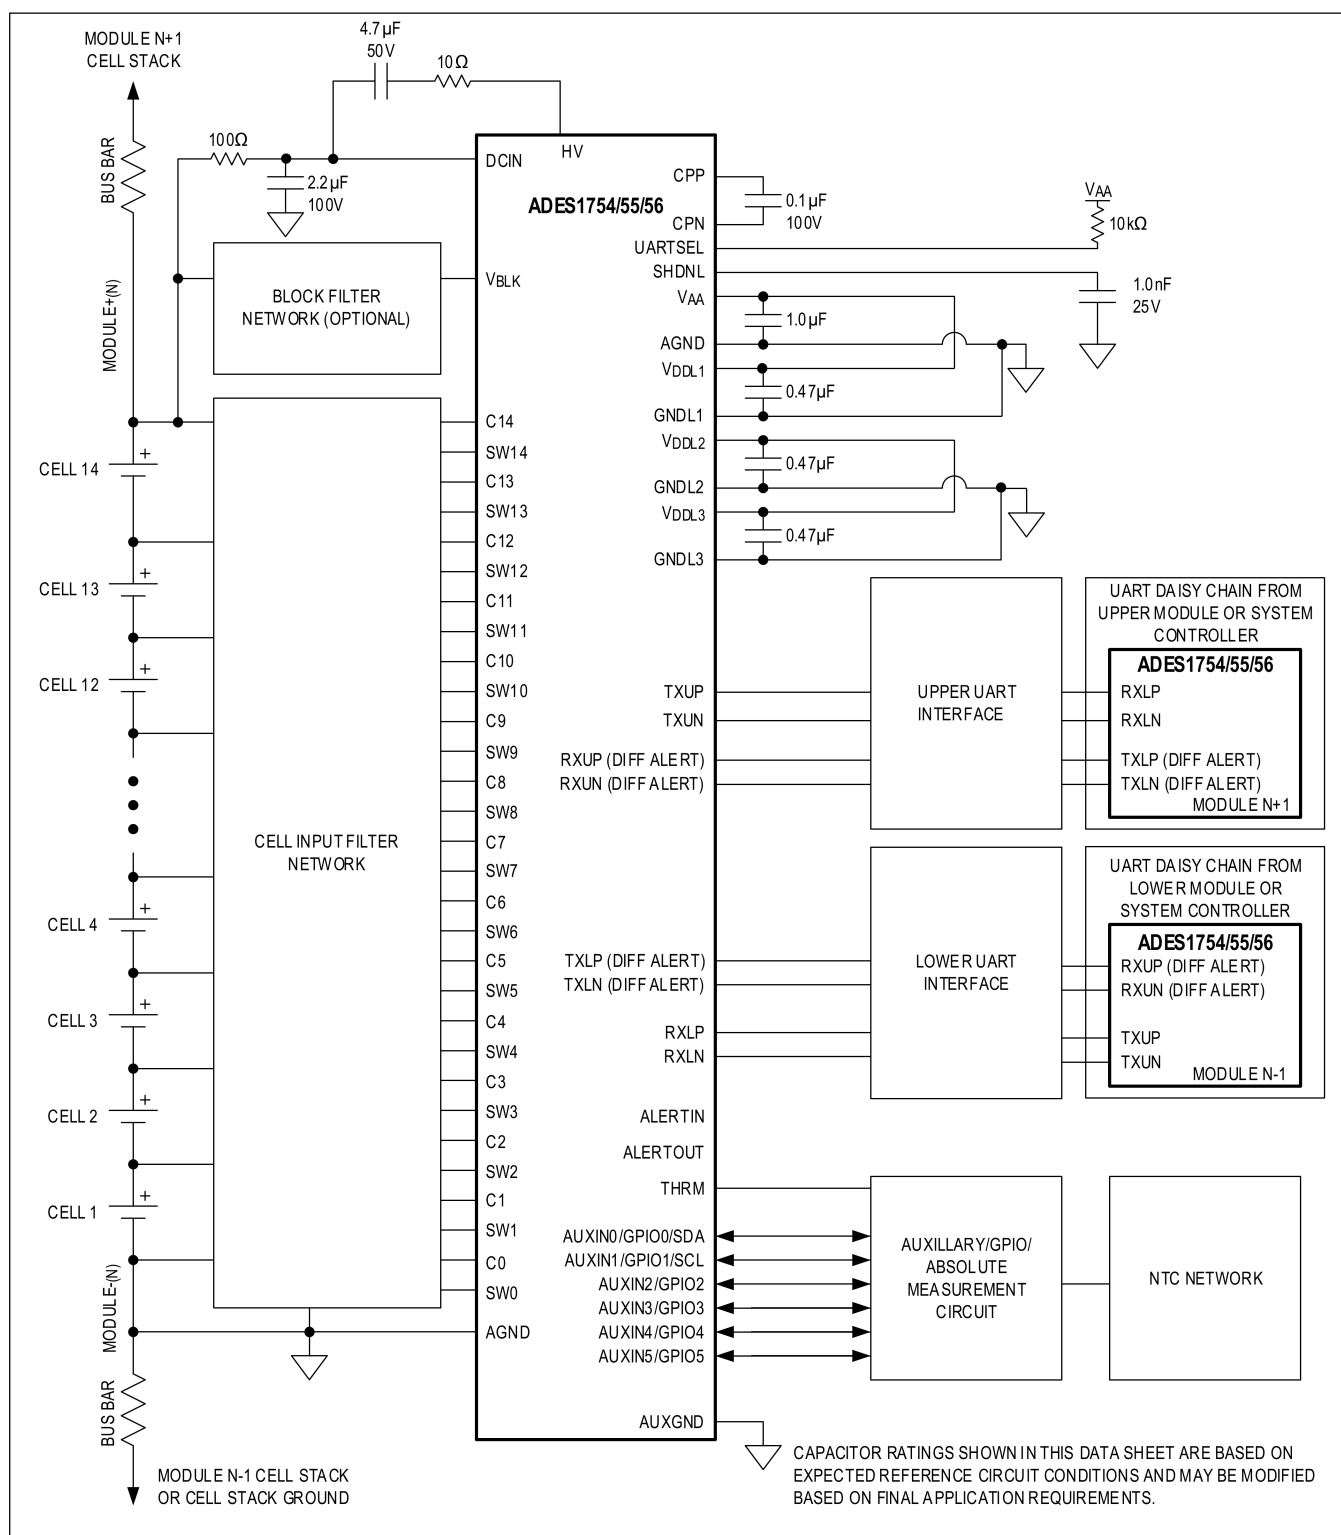 MODULE N+1
CELL STACK
4.7µF
50V
10Ω
BUS BAR
100Ω
2.2µF
100V
DCIN
HV
ADES1754/55/56
CPP
CPN
0.1µF
100V
VAA
10kΩ
UARTSEL
SHDNL
1.0nF
25V
MODULE+(N)
BLOCK FILTER
NETWORK (OPTIONAL)
VBLK
VAA
1.0µF
AGND
VDDL1
0.47µF
GNDL1
VDDL2
0.47µF
GNDL2
VDDL3
0.47µF
GNDL3
CELL 14
+
CELL 13
+
CELL 12
+
CELL 4
+
CELL 3
+
CELL 2
+
CELL 1
+
CELL INPUT FILTER
NETWORK
C14
SW14
C13
SW13
C12
SW12
C11
SW11
C10
SW10
C9
SW9
C8
SW8
C7
SW7
C6
SW6
C5
SW5
C4
SW4
C3
SW3
C2
SW2
C1
SW1
C0
SW0
AGND
MODULE-(N)
BUS BAR
MODULE N-1 CELL STACK
OR CELL STACK GROUND
TXUP
TXUN
RXUP (DIFF ALERT)
RXUN (DIFF ALERT)
UPPER UART
INTERFACE
UART DAISY CHAIN FROM
UPPER MODULE OR SYSTEM
CONTROLLER
ADES1754/55/56
RXLP
RXLN
TXLP (DIFF ALERT)
TXLN (DIFF ALERT)
MODULE N+1
TXLP (DIFF ALERT)
TXLN (DIFF ALERT)
RXLP
RXLN
LOWER UART
INTERFACE
UART DAISY CHAIN FROM
LOWER MODULE OR
SYSTEM CONTROLLER
ADES1754/55/56
RXUP (DIFF ALERT)
RXUN (DIFF ALERT)
TXUP
TXUN
MODULE N-1
ALERTIN
ALERTOUT
THRM
AUXIN0/GPIO0/SDA
AUXIN1/GPIO1/SCL
AUXIN2/GPIO2
AUXIN3/GPIO3
AUXIN4/GPIO4
AUXIN5/GPIO5
AUXILLARY/GPIO/
ABSOLUTE
MEASUREMENT
CIRCUIT
NTC NETWORK
AUXGND
CAPACITOR RATINGS SHOWN IN THIS DATA SHEET ARE BASED ON
EXPECTED REFERENCE CIRCUIT CONDITIONS AND MAY BE MODIFIED
BASED ON FINAL APPLICATION REQUIREMENTS.